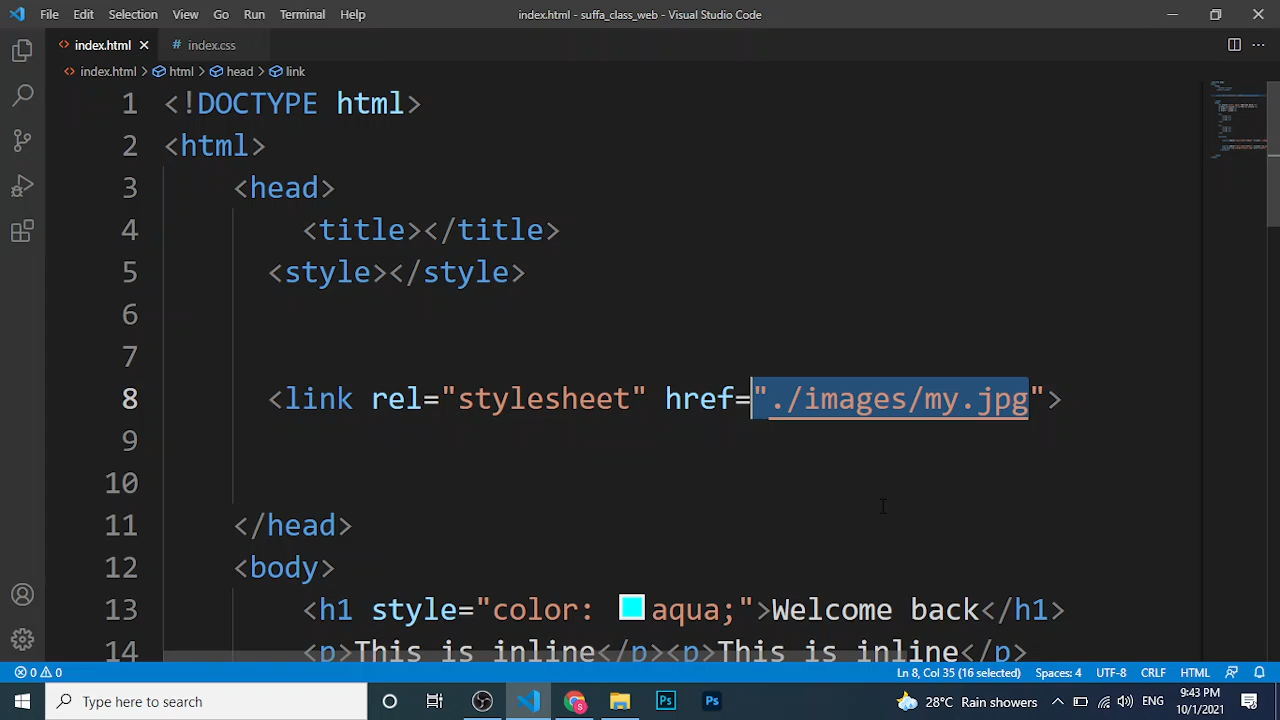 File Edit Selection View Go Run Terminal Help index.html - suffa_class_web - Visual Studio Code
index.html # index.css
index.html > html > head > link
1 <!DOCTYPE html>
2 <html>
3 <head>
4 <title></title>
5 <style></style>
6
7
8 <link rel="stylesheet" href="./images/my.jpg">
9
10
11 </head>
12 <body>
13 <h1 style="color: aqua;">Welcome back</h1>
14 <p>This is inline</p><p>This is inline</p>
0 0 Ln 8, Col 35 (16 selected) Spaces: 4 UTF-8 CRLF HTML
Type here to search Ps Ps 28°C Rain showers ENG 9:43 PM
10/1/2021